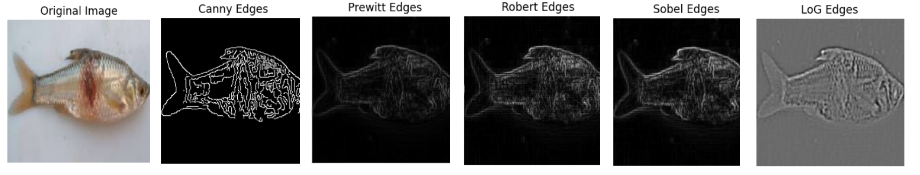 Original Image
Canny Edges
Prewitt Edges
Robert Edges
Sobel Edges
LoG Edges